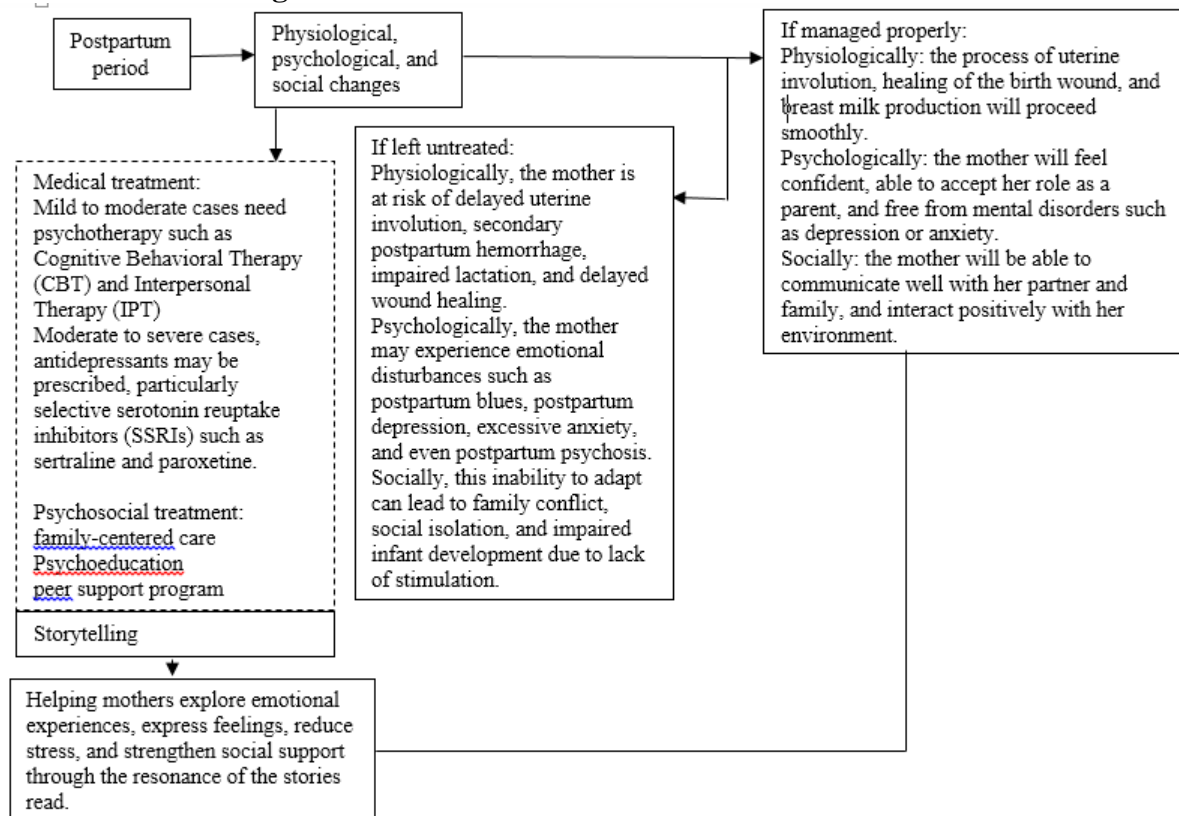 Postpartum
period
Physiological,
psychological, and
social changes
If managed properly:
Physiologically: the process of uterine
involution, healing of the birth wound, and
breast milk production will proceed
smoothly.
Psychologically: the mother will feel
confident, able to accept her role as a
parent, and free from mental disorders such
as depression or anxiety.
Socially: the mother will be able to
communicate well with her partner and
family, and interact positively with her
environment.
If left untreated:
Physiologically, the mother is
at risk of delayed uterine
involution, secondary
postpartum hemorrhage,
impaired lactation, and delayed
wound healing.
Psychologically, the mother
may experience emotional
disturbances such as
postpartum blues, postpartum
depression, excessive anxiety,
and even postpartum psychosis.
Socially, this inability to adapt
can lead to family conflict,
social isolation, and impaired
infant development due to lack
of stimulation.
Medical treatment:
Mild to moderate cases need
psychotherapy such as
Cognitive Behavioral Therapy
(CBT) and Interpersonal
Therapy (IPT)
Moderate to severe cases,
antidepressants may be
prescribed, particularly
selective serotonin reuptake
inhibitors (SSRIs) such as
sertraline and paroxetine.
Psychosocial treatment:
family-centered care
Psychoeducation
peer support program
Storytelling
Helping mothers explore emotional
experiences, express feelings, reduce
stress, and strengthen social support
through the resonance of the stories
read.